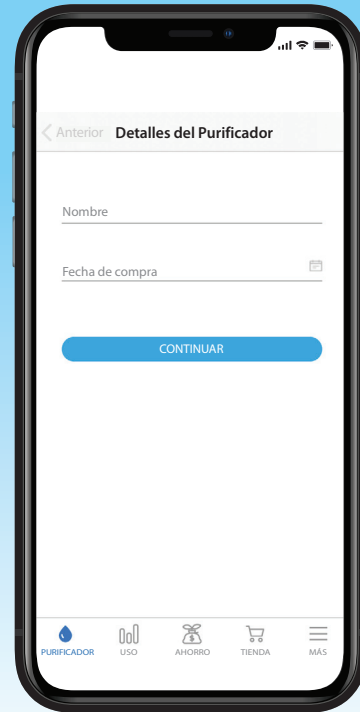 Anterior Detalles del Purificador
Nombre
Fecha de compra
CONTINUAR
PURIFICADOR USO AHORRO TIENDA MÁS